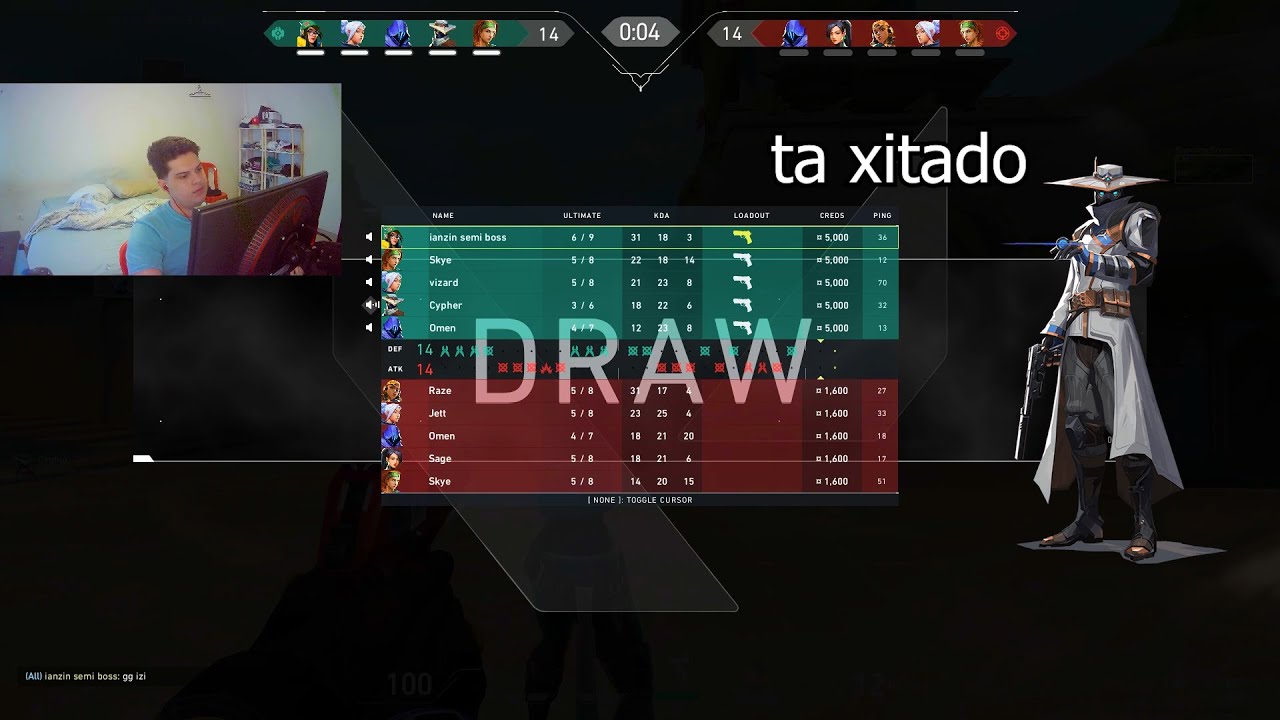 14 0:04 14
ta xitado
NAME ULTIMATE KDA LOADOUT CREDS PING
ianzin semi boss 6 / 9 31 18 3 ¤ 5,000 36
Skye 5 / 8 22 18 14 ¤ 5,000 12
vizard 5 / 8 21 23 8 ¤ 5,000 70
Cypher 3 / 6 18 22 6 ¤ 5,000 32
Omen 4 / 7 12 23 8 ¤ 5,000 13
DEF 14
ATK 14
DRAW
Raze 5 / 8 31 17 4 ¤ 1,600 27
Jett 5 / 8 23 25 4 ¤ 1,600 33
Omen 4 / 7 18 21 20 ¤ 1,600 18
Sage 5 / 8 18 21 6 ¤ 1,600 17
Skye 5 / 8 14 20 15 ¤ 1,600 51
[ NONE ]: TOGGLE CURSOR
(All) ianzin semi boss: gg izi
100 12